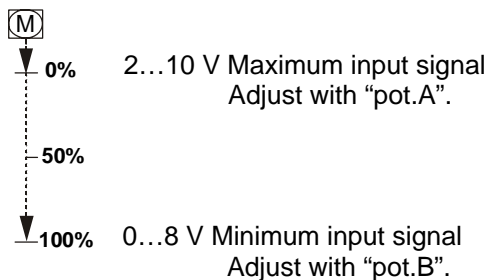 M
0% 2…10 V Maximum input signal
Adjust with “pot.A”.
50%
100% 0…8 V Minimum input signal
Adjust with “pot.B”.